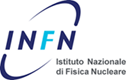 INFN
Istituto Nazionale
di Fisica Nucleare